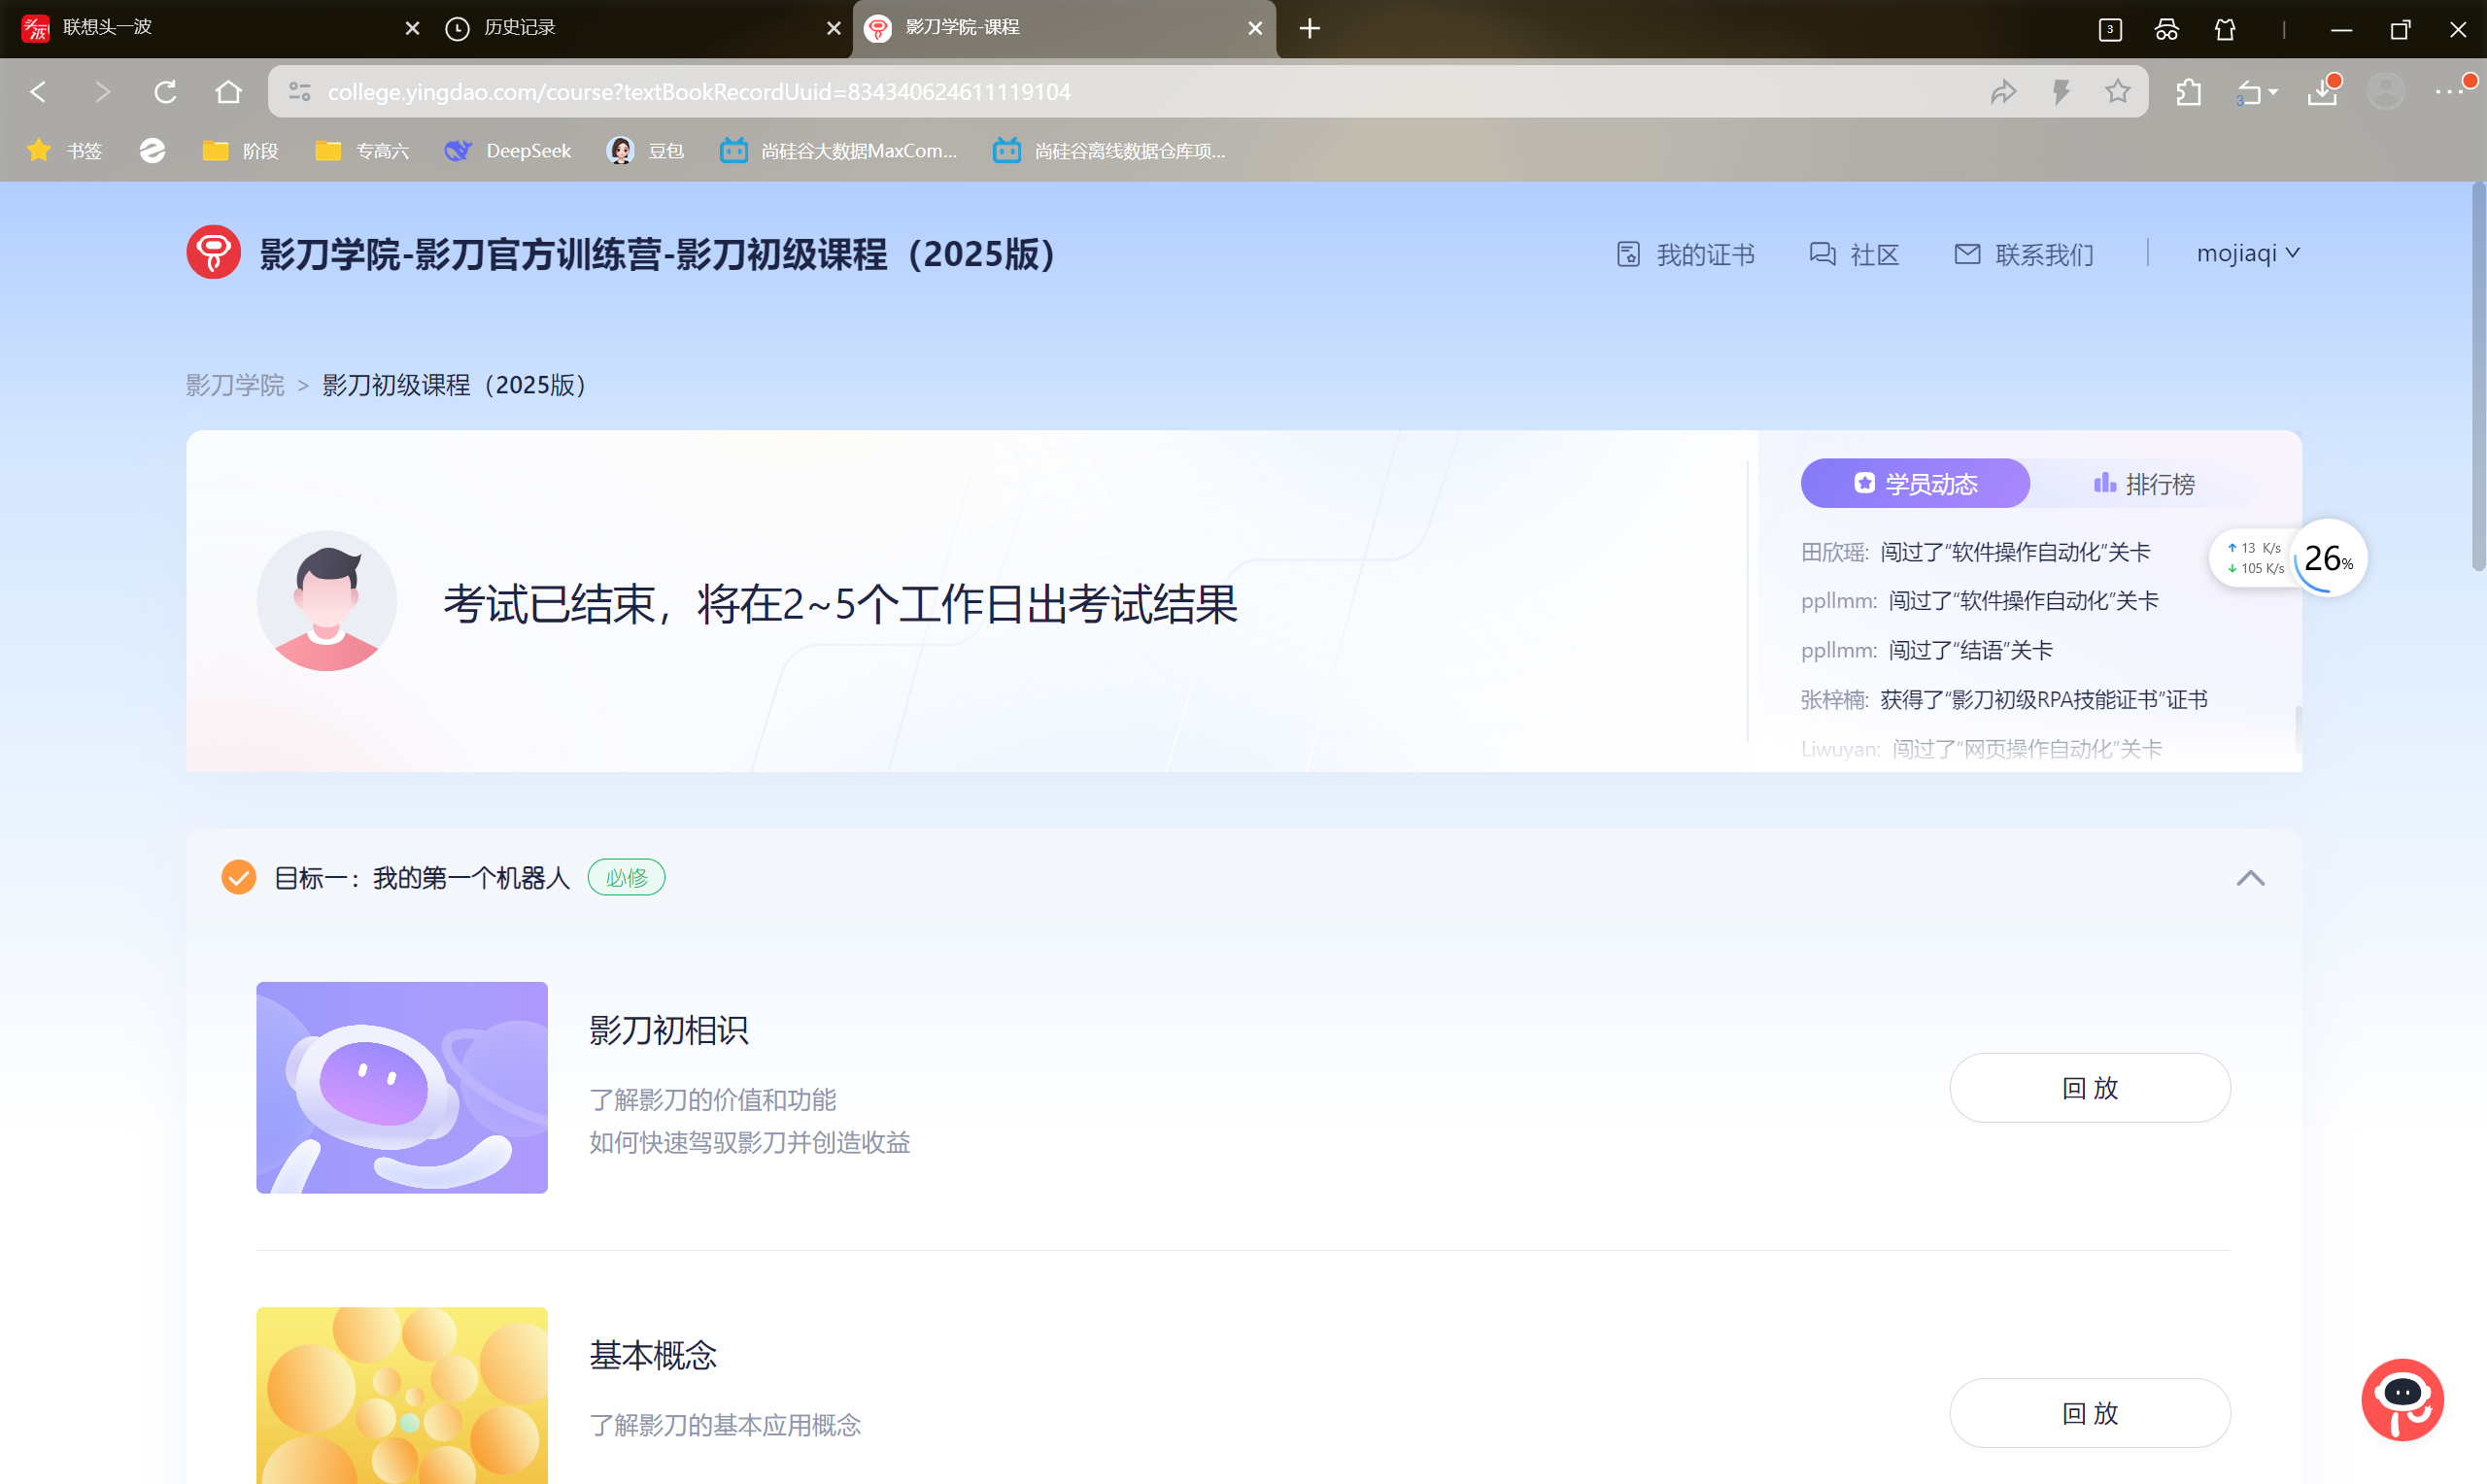 联想头一波
历史记录
影刀学院-课程
3
college.yingdao.com/course?textBookRecordUuid=834340624611119104
3
书签
阶段
专高六
DeepSeek
豆包
尚硅谷大数据MaxCom...
尚硅谷离线数据仓库项...
影刀学院-影刀官方训练营-影刀初级课程（2025版）
我的证书
社区
联系我们
mojiaqi
影刀学院 > 影刀初级课程（2025版）
考试已结束，将在2~5个工作日出考试结果
学员动态
排行榜
田欣瑶: 闯过了“软件操作自动化”关卡
ppllmm: 闯过了“软件操作自动化”关卡
ppllmm: 闯过了“结语”关卡
张梓楠: 获得了“影刀初级RPA技能证书”证书
Liwuyan: 闯过了“网页操作自动化”关卡
13 K/s
105 K/s
26%
目标一：我的第一个机器人
必修
影刀初相识
了解影刀的价值和功能
如何快速驾驭影刀并创造收益
回 放
基本概念
了解影刀的基本应用概念
回 放